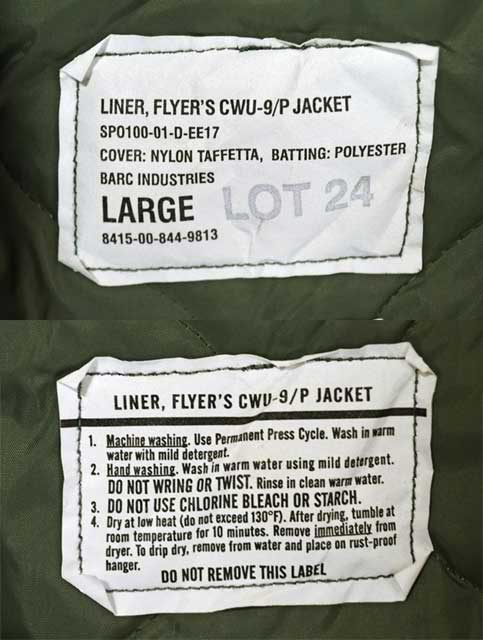 LINER, FLYER'S CWU-9/P JACKET
SPO100-01-D-EE17
COVER: NYLON TAFFETTA, BATTING: POLYESTER
BARC INDUSTRIES
LARGE LOT 24
8415-00-844-9813
LINER, FLYER'S CWU-9/P JACKET
1. Machine washing. Use Permanent Press Cycle. Wash in warm
water with mild detergent.
2. Hand washing. Wash in warm water using mild detergent.
DO NOT WRING OR TWIST. Rinse in clean warm water.
3. DO NOT USE CHLORINE BLEACH OR STARCH.
4. Dry at low heat (do not exceed 130°F). After drying, tumble at
room temperature for 10 minutes. Remove immediately from
dryer. To drip dry, remove from water and place on rust-proof
hanger.
DO NOT REMOVE THIS LABEL